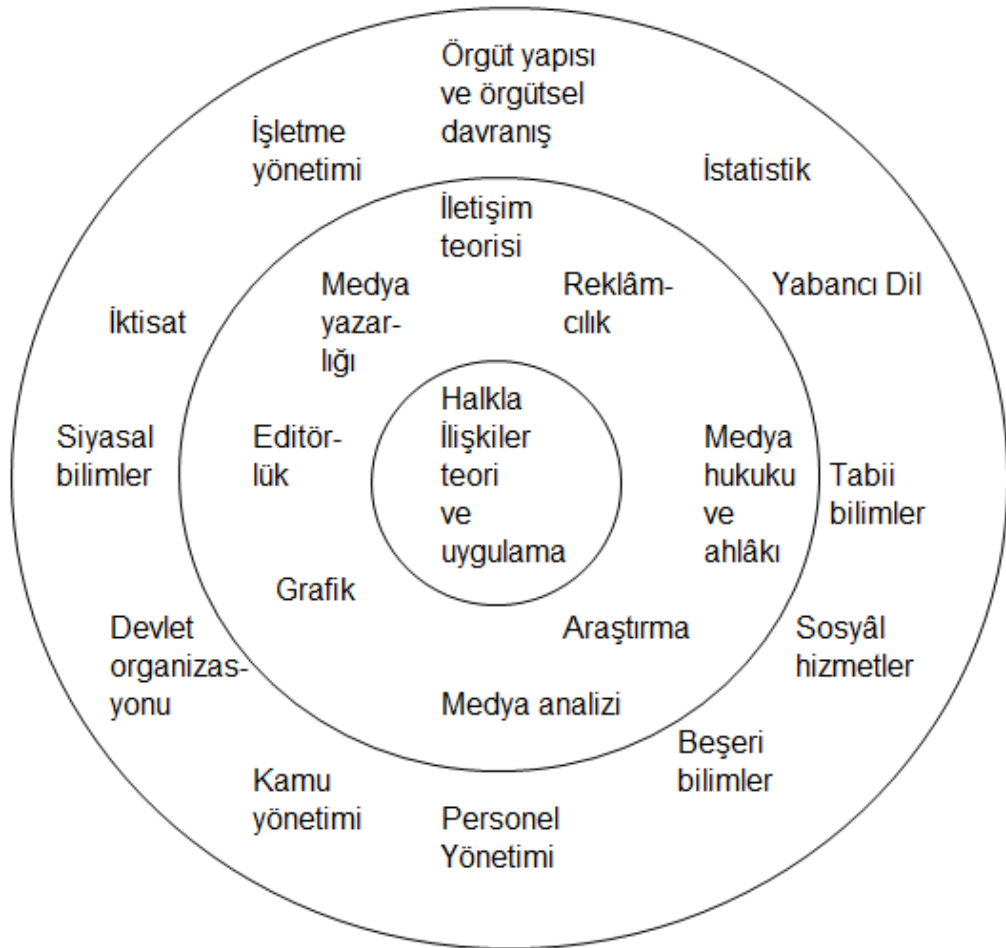 Örgüt yapısı
ve örgütsel
davranış
İşletme
yönetimi
İstatistik
İletişim
teorisi
Medya
yazar-
lığı
Reklâm-
cılık
Yabancı Dil
İktisat
Halkla
İlişkiler
teori
ve
uygulama
Siyasal
bilimler
Editör-
lük
Medya
hukuku
ve
ahlâkı
Tabii
bilimler
Grafik
Araştırma
Devlet
organizas-
yonu
Sosyâl
hizmetler
Medya analizi
Beşeri
bilimler
Kamu
yönetimi
Personel
Yönetimi